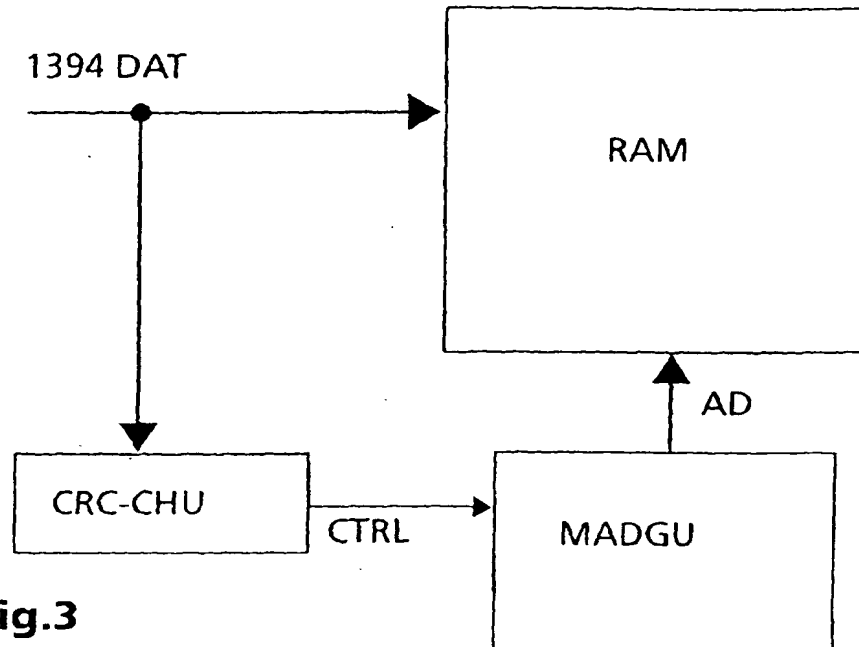 1394 DAT
RAM
AD
CRC-CHU
CTRL
MADGU
ig.3